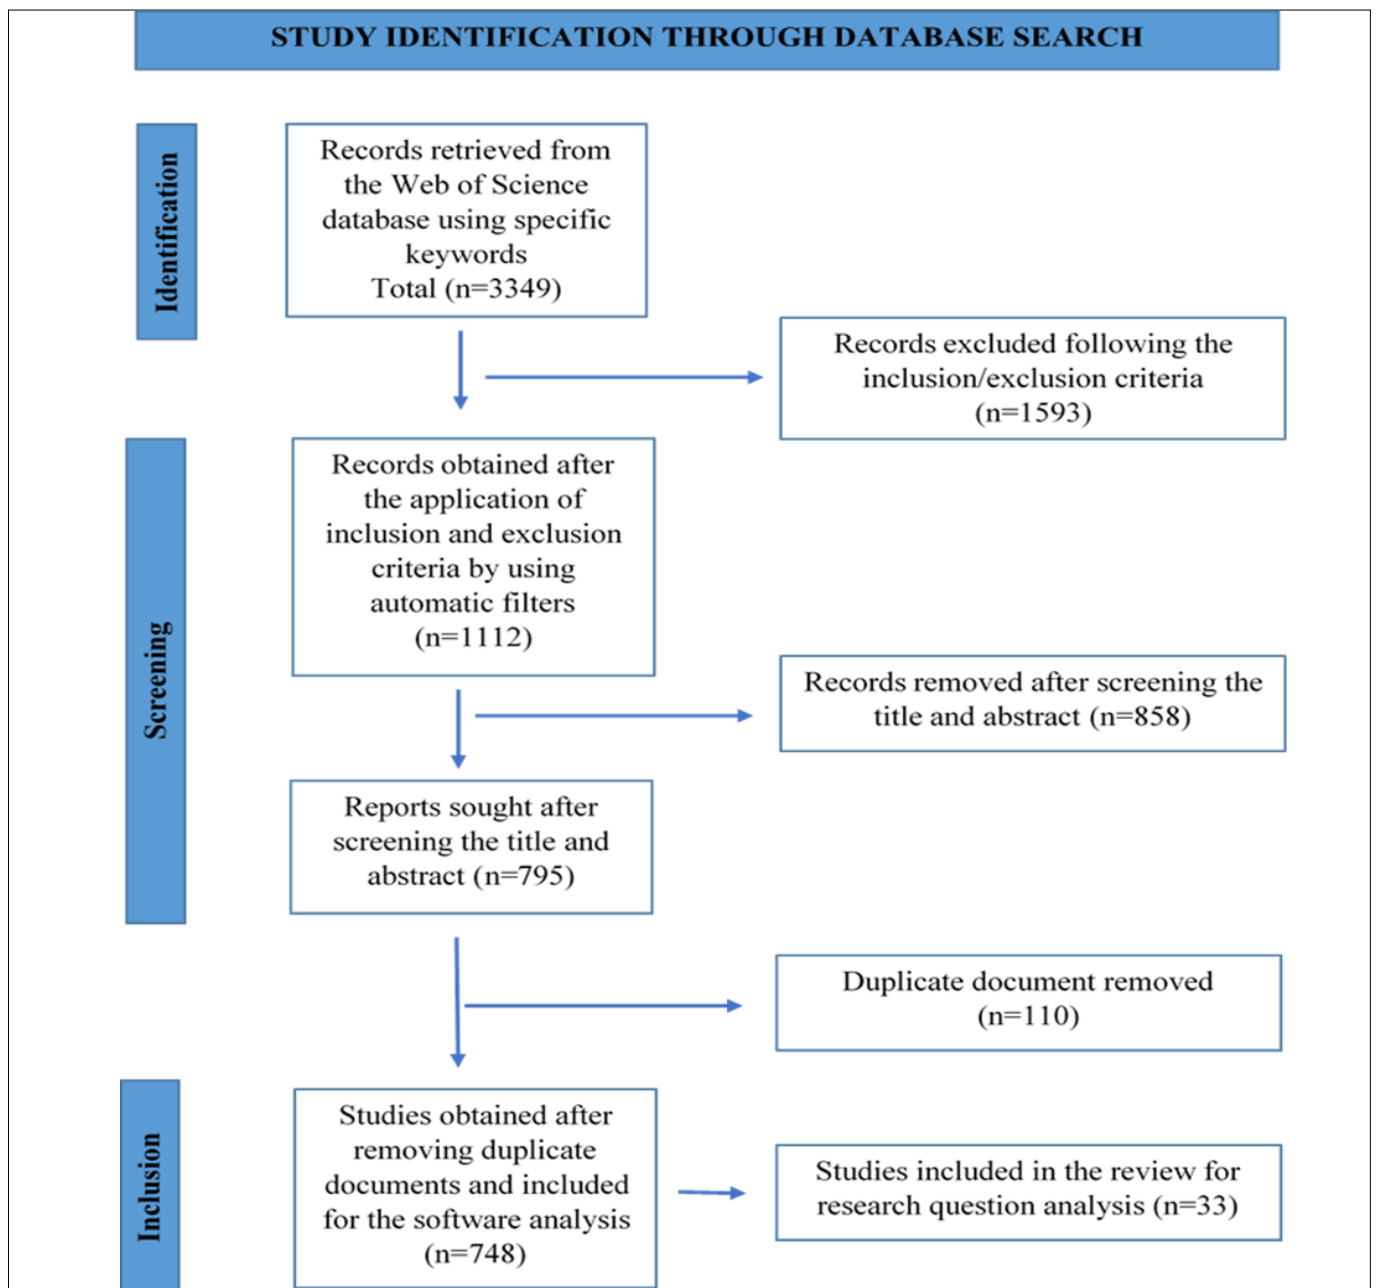 STUDY IDENTIFICATION THROUGH DATABASE SEARCH
Identification
Records retrieved from
the Web of Science
database using specific
keywords
Total (n=3349)
Records excluded following the
inclusion/exclusion criteria
(n=1593)
Screening
Records obtained after
the application of
inclusion and exclusion
criteria by using
automatic filters
(n=1112)
Records removed after screening the
title and abstract (n=858)
Reports sought after
screening the title and
abstract (n=795)
Duplicate document removed
(n=110)
Inclusion
Studies obtained after
removing duplicate
documents and included
for the software analysis
(n=748)
Studies included in the review for
research question analysis (n=33)